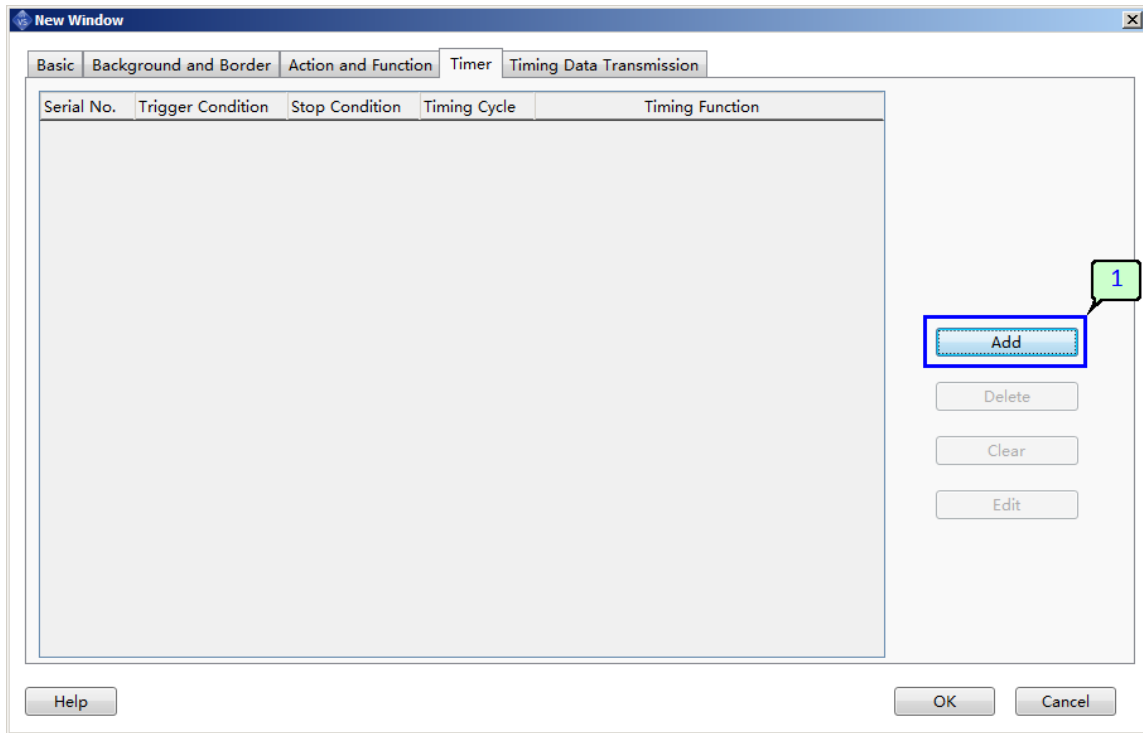 VS New Window
Basic Background and Border Action and Function Timer Timing Data Transmission
Serial No. Trigger Condition Stop Condition Timing Cycle Timing Function
1
Add
Delete
Clear
Edit
Help OK Cancel